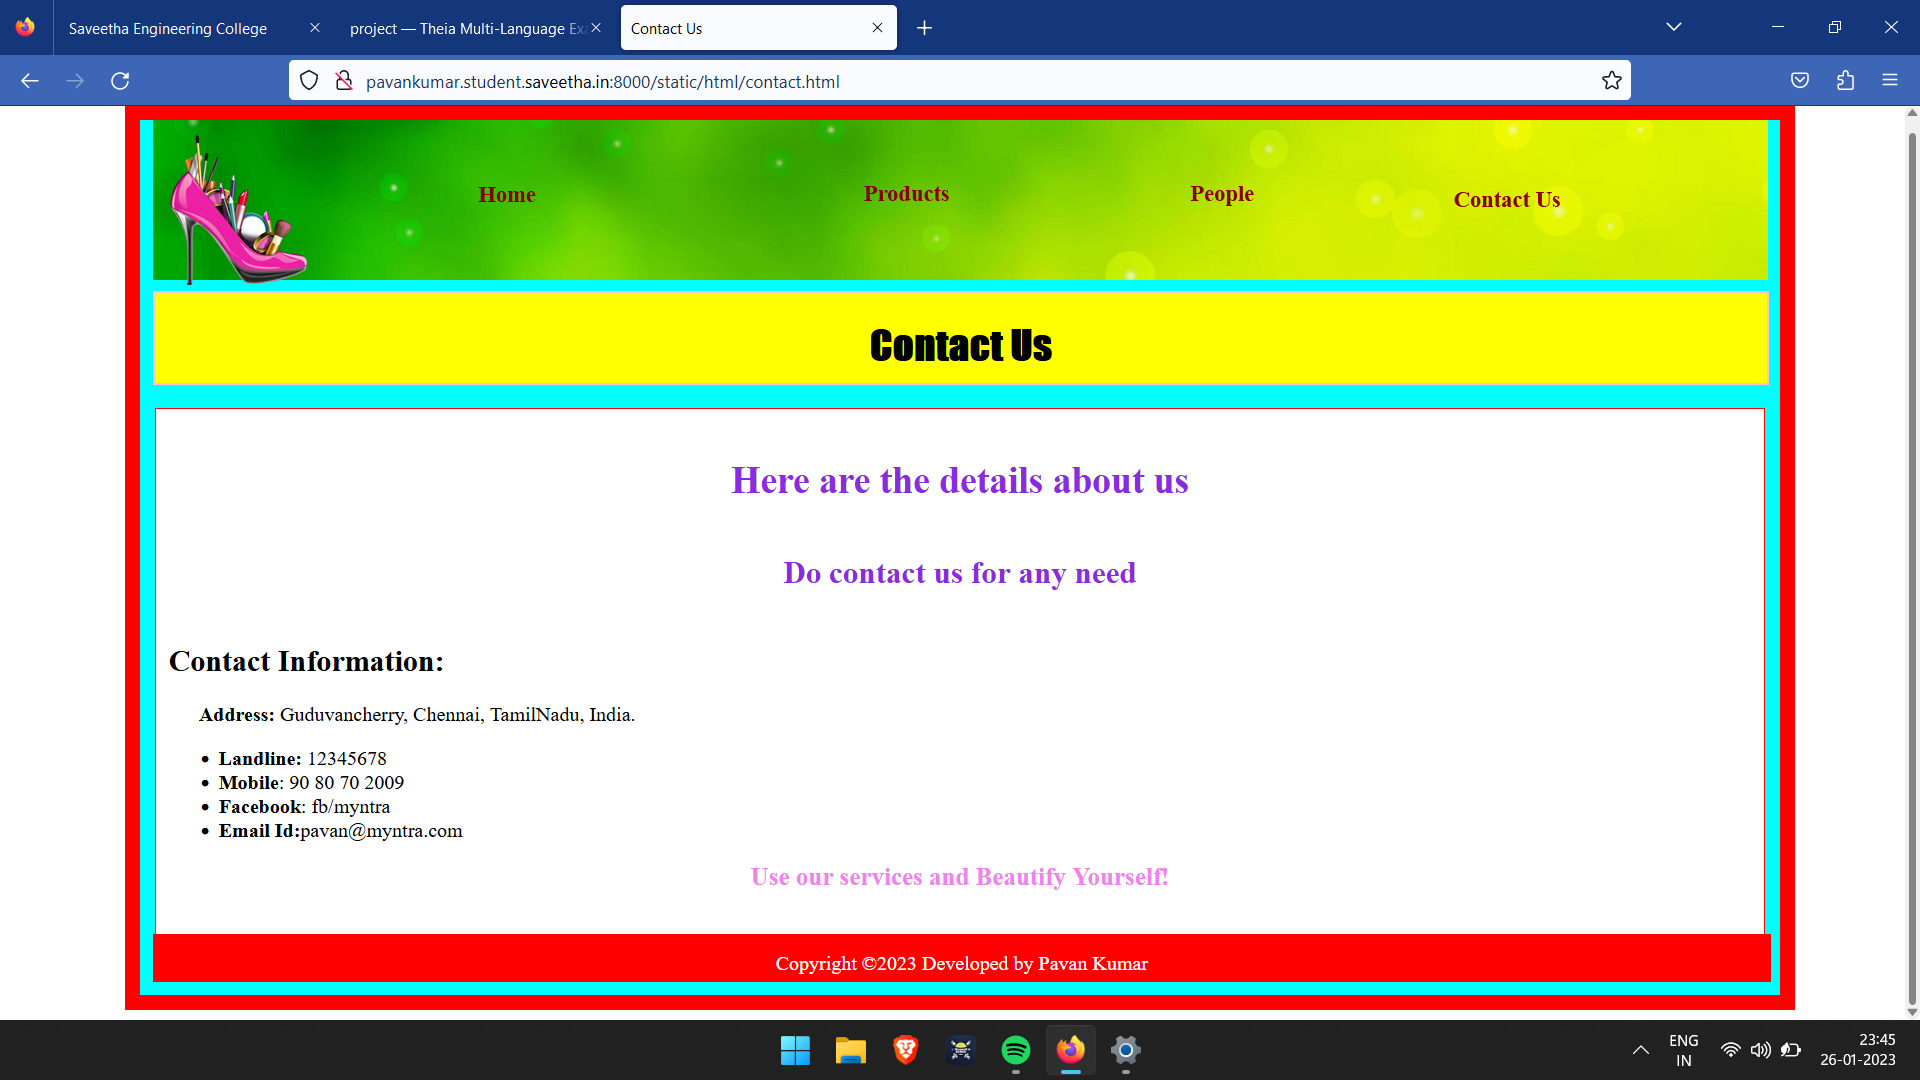 Saveetha Engineering College
project — Theia Multi-Language
Contact Us
pavankumar.student.saveetha.in:8000/static/html/contact.html
Home
Products
People
Contact Us
Contact Us
Here are the details about us
Do contact us for any need
Contact Information:
Address: Guduvancherry, Chennai, TamilNadu, India.
• Landline: 12345678
• Mobile: 90 80 70 2009
• Facebook: fb/myntra
• Email Id:pavan@myntra.com
Use our services and Beautify Yourself!
Copyright ©2023 Developed by Pavan Kumar
ENG
IN
23:45
26-01-2023